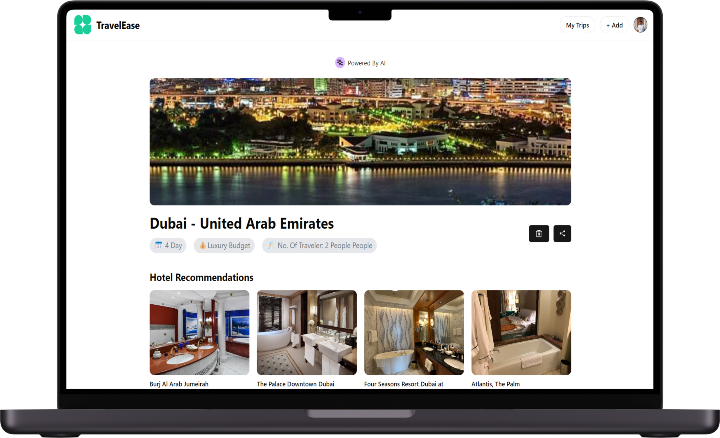 TravelEase
My Trips
+ Add
Powered By AI
Dubai - United Arab Emirates
4 Day
Luxury Budget
No. Of Traveler: 2 People People
Hotel Recommendations
Burj Al Arab Jumeirah
The Palace Downtown Dubai
Four Seasons Resort Dubai at
Atlantis, The Palm